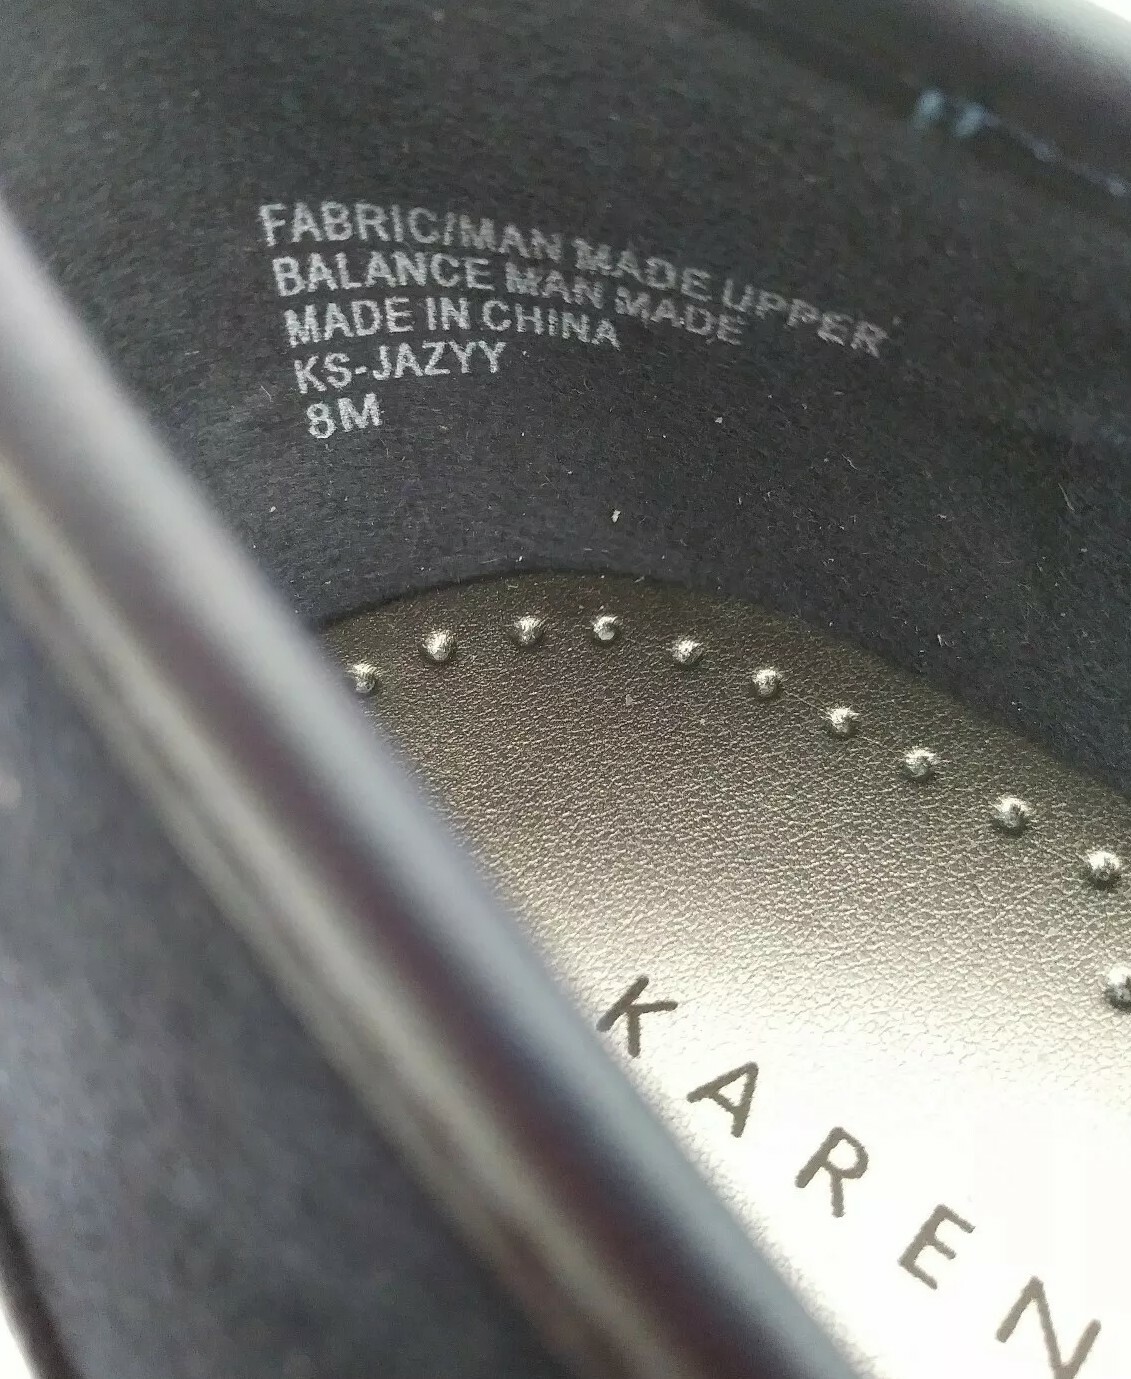 FABRIC/MAN MADE UPPER
BALANCE MAN MADE
MADE IN CHINA
KS-JAZYY
8M
KAREN